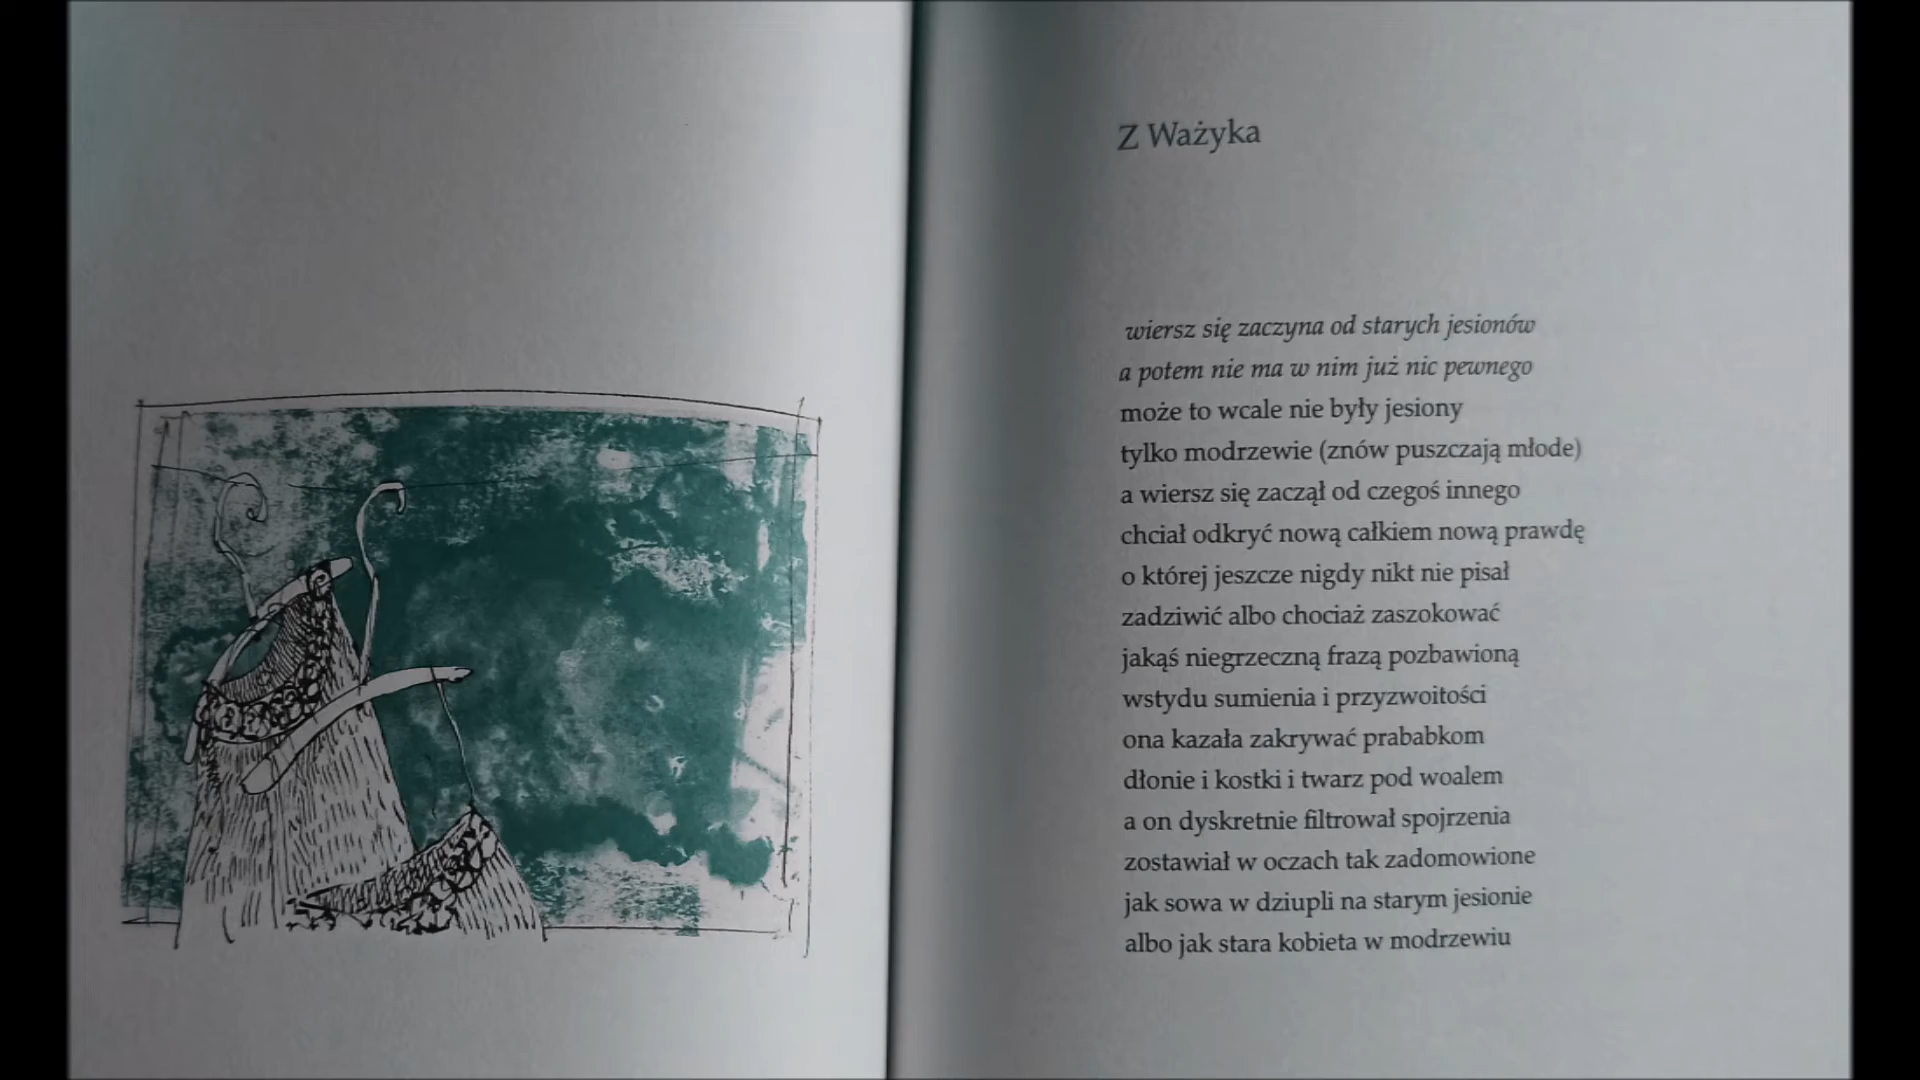 Z Ważyka
wiersz się zaczyna od starych jesionów
a potem nie ma w nim już nic pewnego
może to wcale nie były jesiony
tylko modrzewie (znów puszczają młode)
a wiersz się zaczął od czegoś innego
chciał odkryć nową całkiem nową prawdę
o której jeszcze nigdy nikt nie pisał
zadziwić albo chociaż zaszokować
jakąś niegrzeczną frazą pozbawioną
wstydu sumienia i przyzwoitości
ona kazała zakrywać prababkom
dłonie i kostki i twarz pod woalem
a on dyskretnie filtrował spojrzenia
zostawiał w oczach tak zadomowione
jak sowa w dziupli na starym jesionie
albo jak stara kobieta w modrzewiu